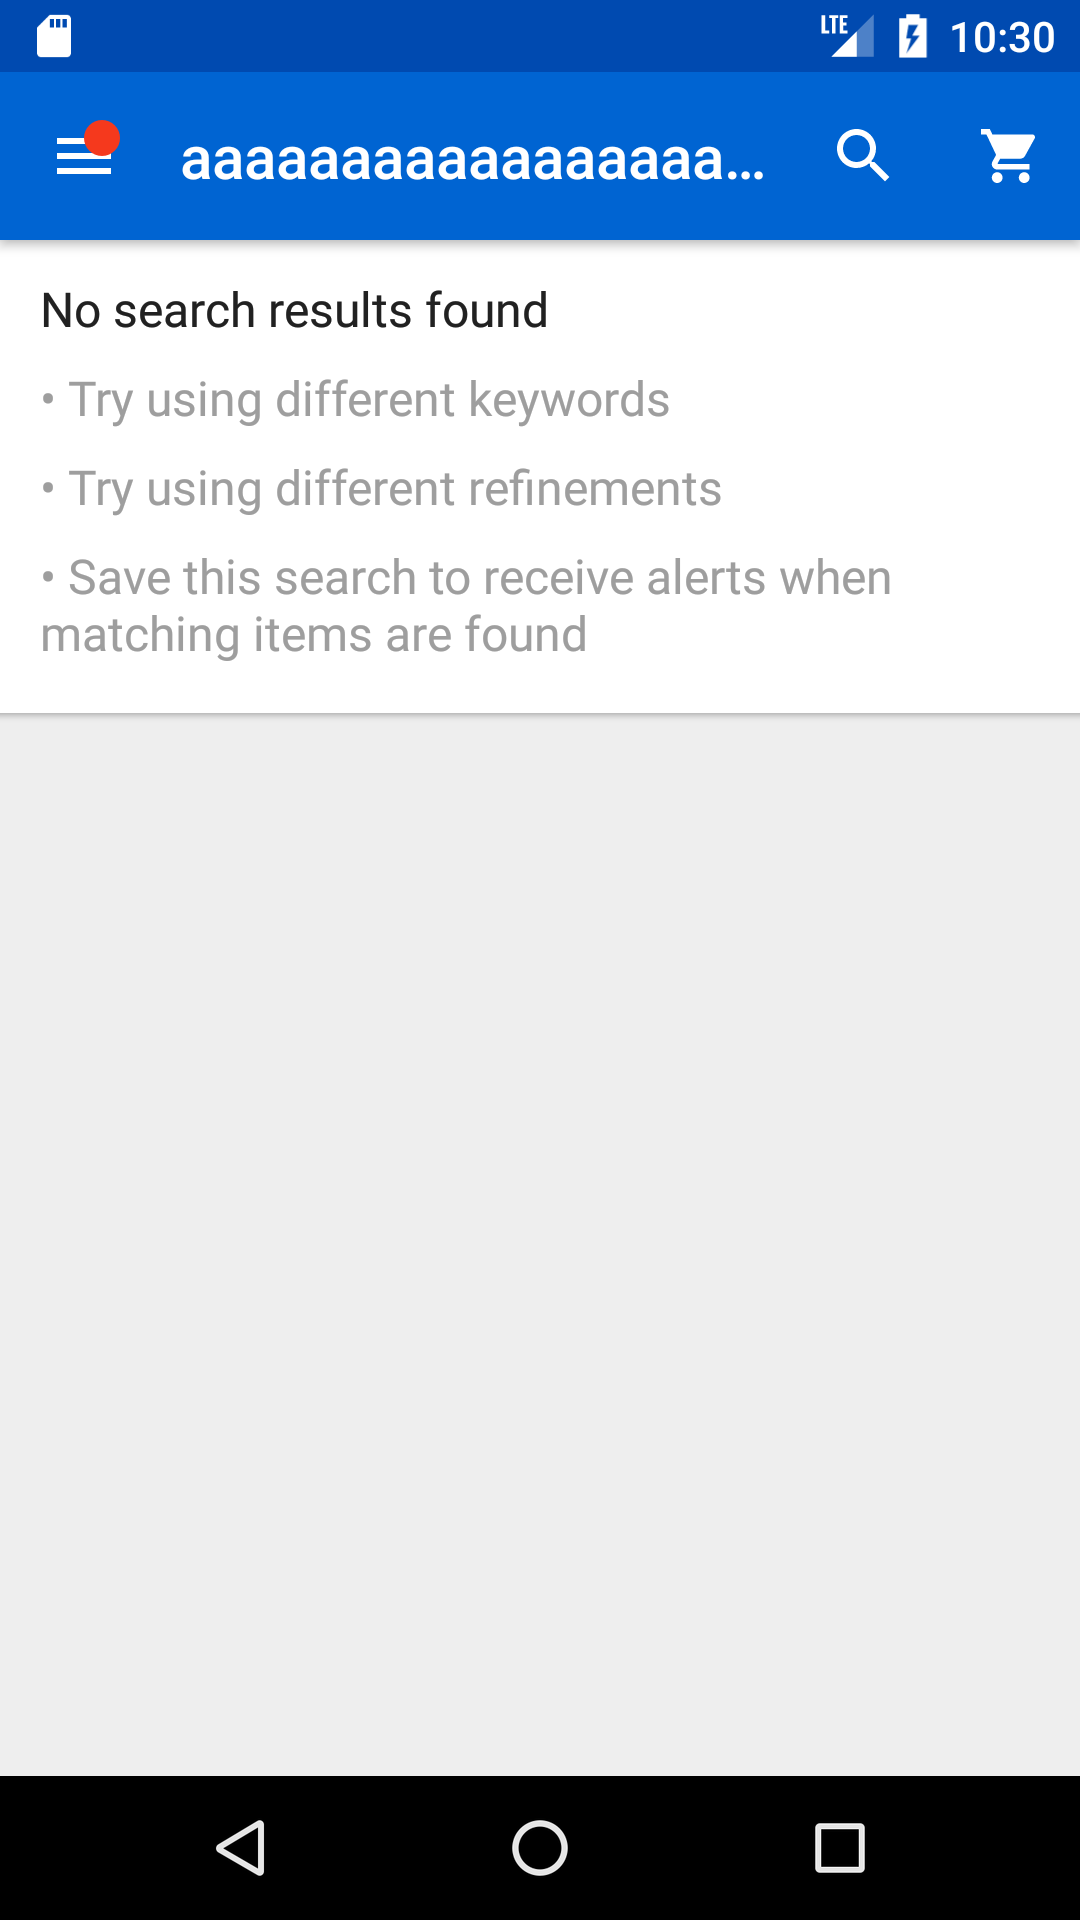 LTE 10:30
aaaaaaaaaaaaaaaaa...
No search results found
• Try using different keywords
• Try using different refinements
• Save this search to receive alerts when
matching items are found